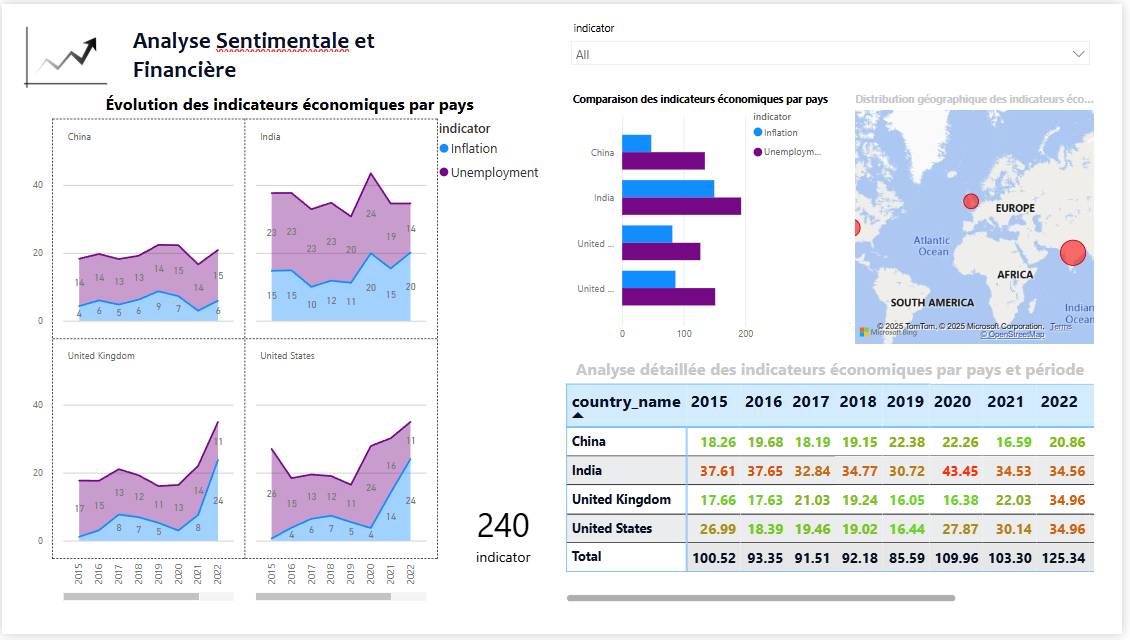 Analyse Sentimentale et
Financière
Évolution des indicateurs économiques par pays
indicator
Inflation
Unemployment
China
40
20
0
14 14 13 13 14 15 14 15
4 6 5 6 9 7 6
India
23 23 23 23 20 24 19 14
15 15 10 12 11 20 15 20
United Kingdom
40
20
0
17 15 13 12 11 13 14 11
8 7 5 8 24
2015 2016 2017 2018 2019 2020 2021 2022
United States
26 15 13 12 11 24 16 11
4 6 7 5 4 14 24
2015 2016 2017 2018 2019 2020 2021 2022
240
indicator
indicator
All
Comparaison des indicateurs économiques par pays
indicator
Inflation
Unemploym...
China
India
United ...
United ...
0 100 200
Distribution géographique des indicateurs éco...
EUROPE
Atlantic
Ocean
AFRICA
SOUTH AMERICA
Indian
Ocean
© 2025 TomTom, © 2025 Microsoft Corporation, Terms
Microsoft Bing
© OpenStreetMap
Analyse détaillée des indicateurs économiques par pays et période
country_name 2015 2016 2017 2018 2019 2020 2021 2022
China 18.26 19.68 18.19 19.15 22.38 22.26 16.59 20.86
India 37.61 37.65 32.84 34.77 30.72 43.45 34.53 34.56
United Kingdom 17.66 17.63 21.03 19.24 16.05 16.38 22.03 34.96
United States 26.99 18.39 19.46 19.02 16.44 27.87 30.14 34.96
Total 100.52 93.35 91.51 92.18 85.59 109.96 103.30 125.34